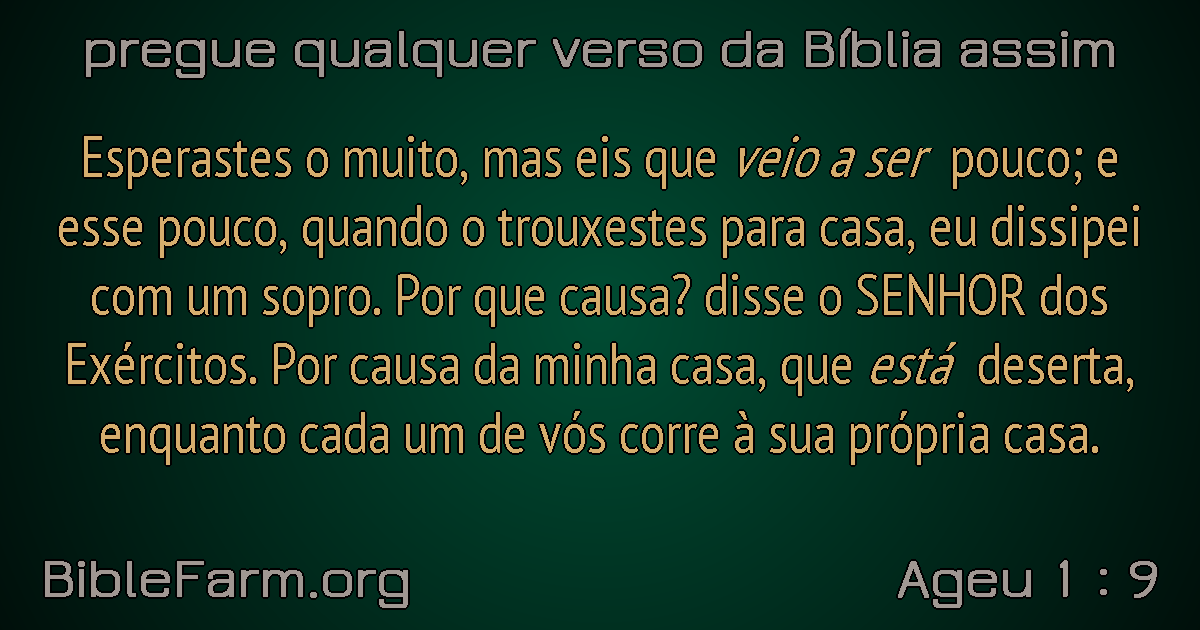 pregue qualquer verso da Bíblia assim
Esperastes o muito, mas eis que veio a ser pouco; e
esse pouco, quando o trouxestes para casa, eu dissipei
com um sopro. Por que causa? disse o SENHOR dos
Exércitos. Por causa da minha casa, que está deserta,
enquanto cada um de vós corre à sua própria casa.
BibleFarm.org
Ageu 1 : 9